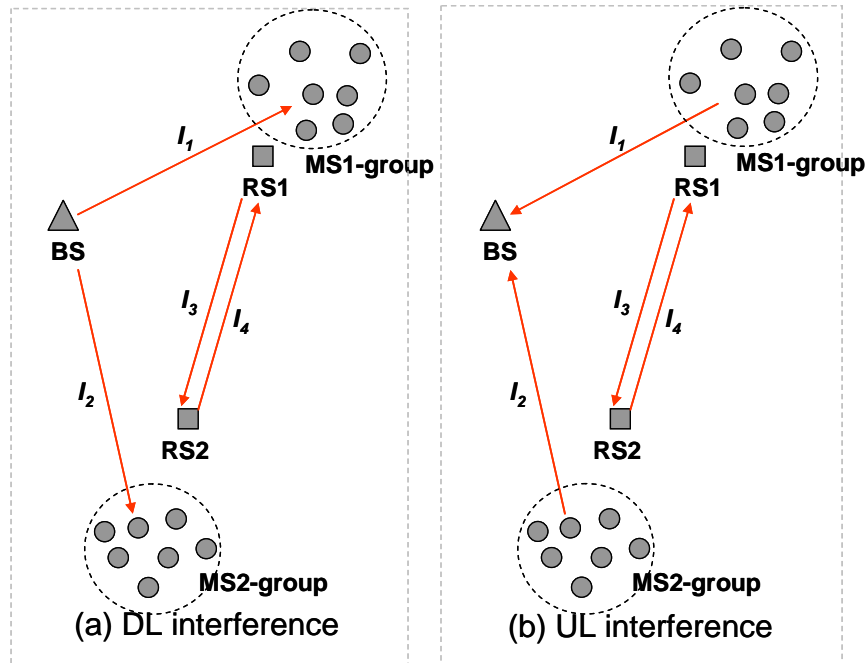 I1
MS1-group
RS1
BS
I3
I4
I2
RS2
MS2-group
(a) DL interference
I1
MS1-group
RS1
BS
I3
I4
I2
RS2
MS2-group
(b) UL interference